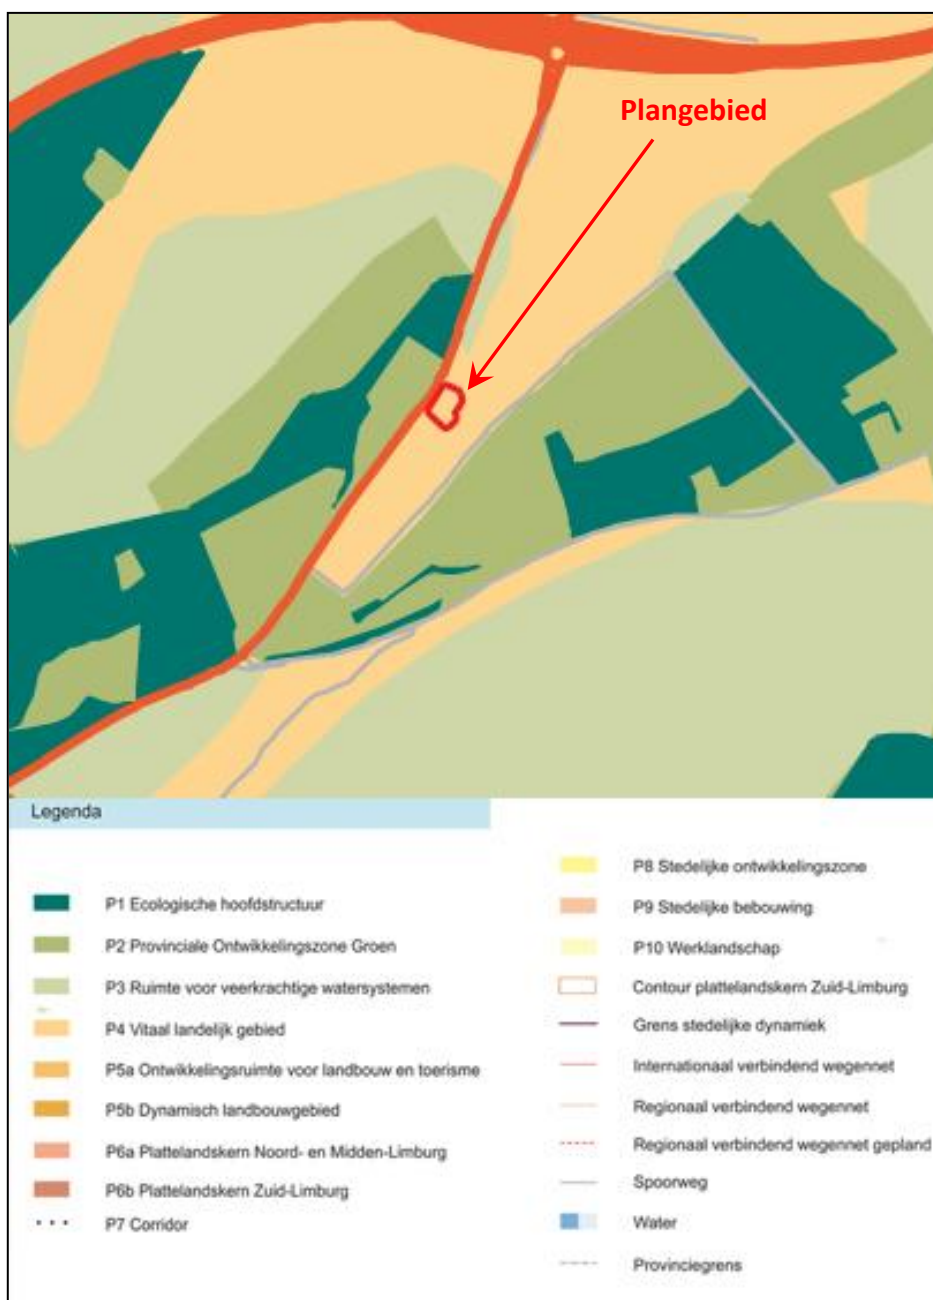 Plangebied
Legenda
P1 Ecologische hoofdstructuur
P2 Provinciale Ontwikkelingszone Groen
P3 Ruimte voor veerkrachtige watersystemen
P4 Vitaal landelijk gebied
P5a Ontwikkelingsruimte voor landbouw en toerisme
P5b Dynamisch landbouwgebied
P6a Plattelandskern Noord- en Midden-Limburg
P6b Plattelandskern Zuid-Limburg
P7 Corridor
P8 Stedelijke ontwikkelingszone
P9 Stedelijke bebouwing
P10 Werklandschap
Contour plattelandskern Zuid-Limburg
Grens stedelijke dynamiek
Internationaal verbindend wegennet
Regionaal verbindend wegennet
Regionaal verbindend wegennet gepland
Spoorweg
Water
Provinciegrens